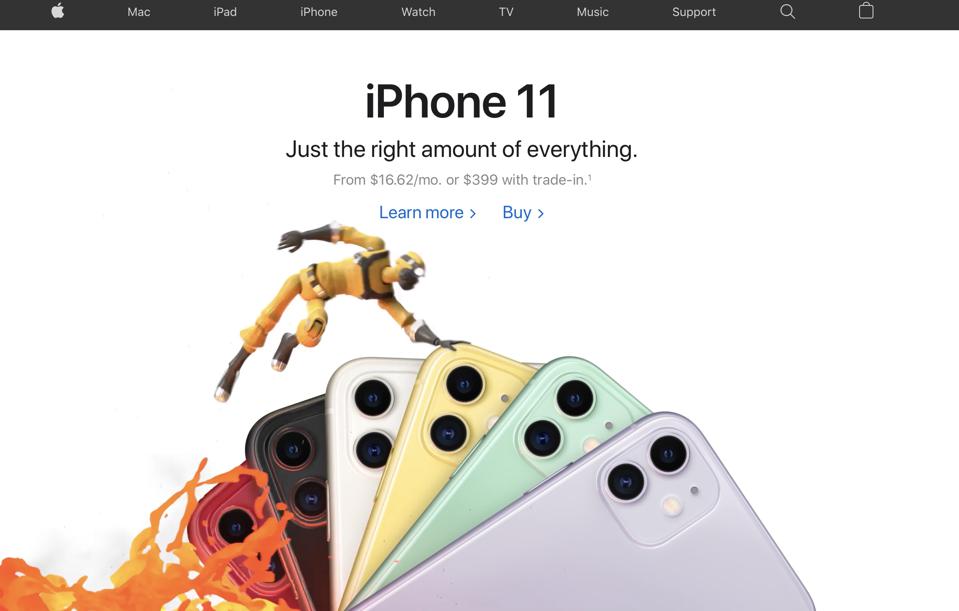 Mac iPad iPhone Watch TV Music Support
iPhone 11
Just the right amount of everything.
From $16.62/mo. or $399 with trade-in.¹
Learn more > Buy >